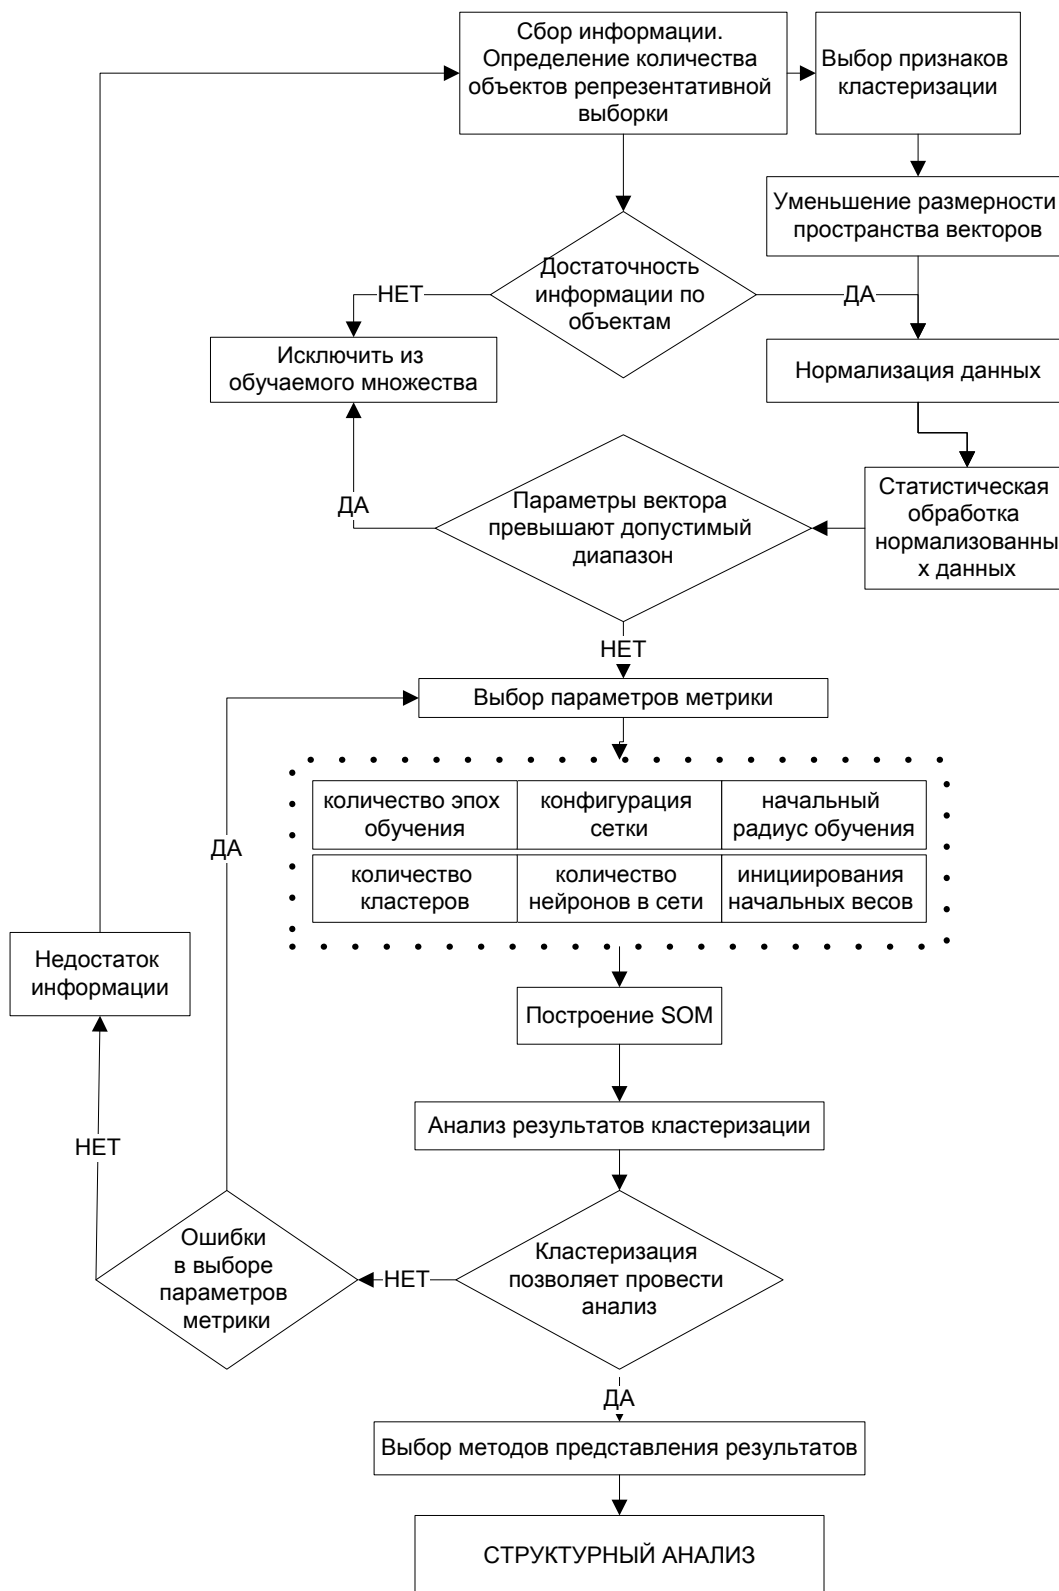 Сбор информации.
Определение количества
объектов репрезентативной
выборки
Выбор признаков
кластеризации
Уменьшение размерности
пространства векторов
Достаточность
информации по
объектам
НЕТ
ДА
Исключить из
обучаемого множества
Нормализация данных
Параметры вектора
превышают допустимый
диапазон
ДА
Статистическая
обработка
нормализованны
х данных
НЕТ
Выбор параметров метрики
количество эпох
обучения
конфигурация
сетки
начальный
радиус обучения
количество
кластеров
количество
нейронов в сети
инициирования
начальных весов
ДА
Недостаток
информации
Построение SOM
Анализ результатов кластеризации
НЕТ
Ошибки
в выборе
параметров
метрики
НЕТ
Кластеризация
позволяет провести
анализ
ДА
Выбор методов представления результатов
СТРУКТУРНЫЙ АНАЛИЗ